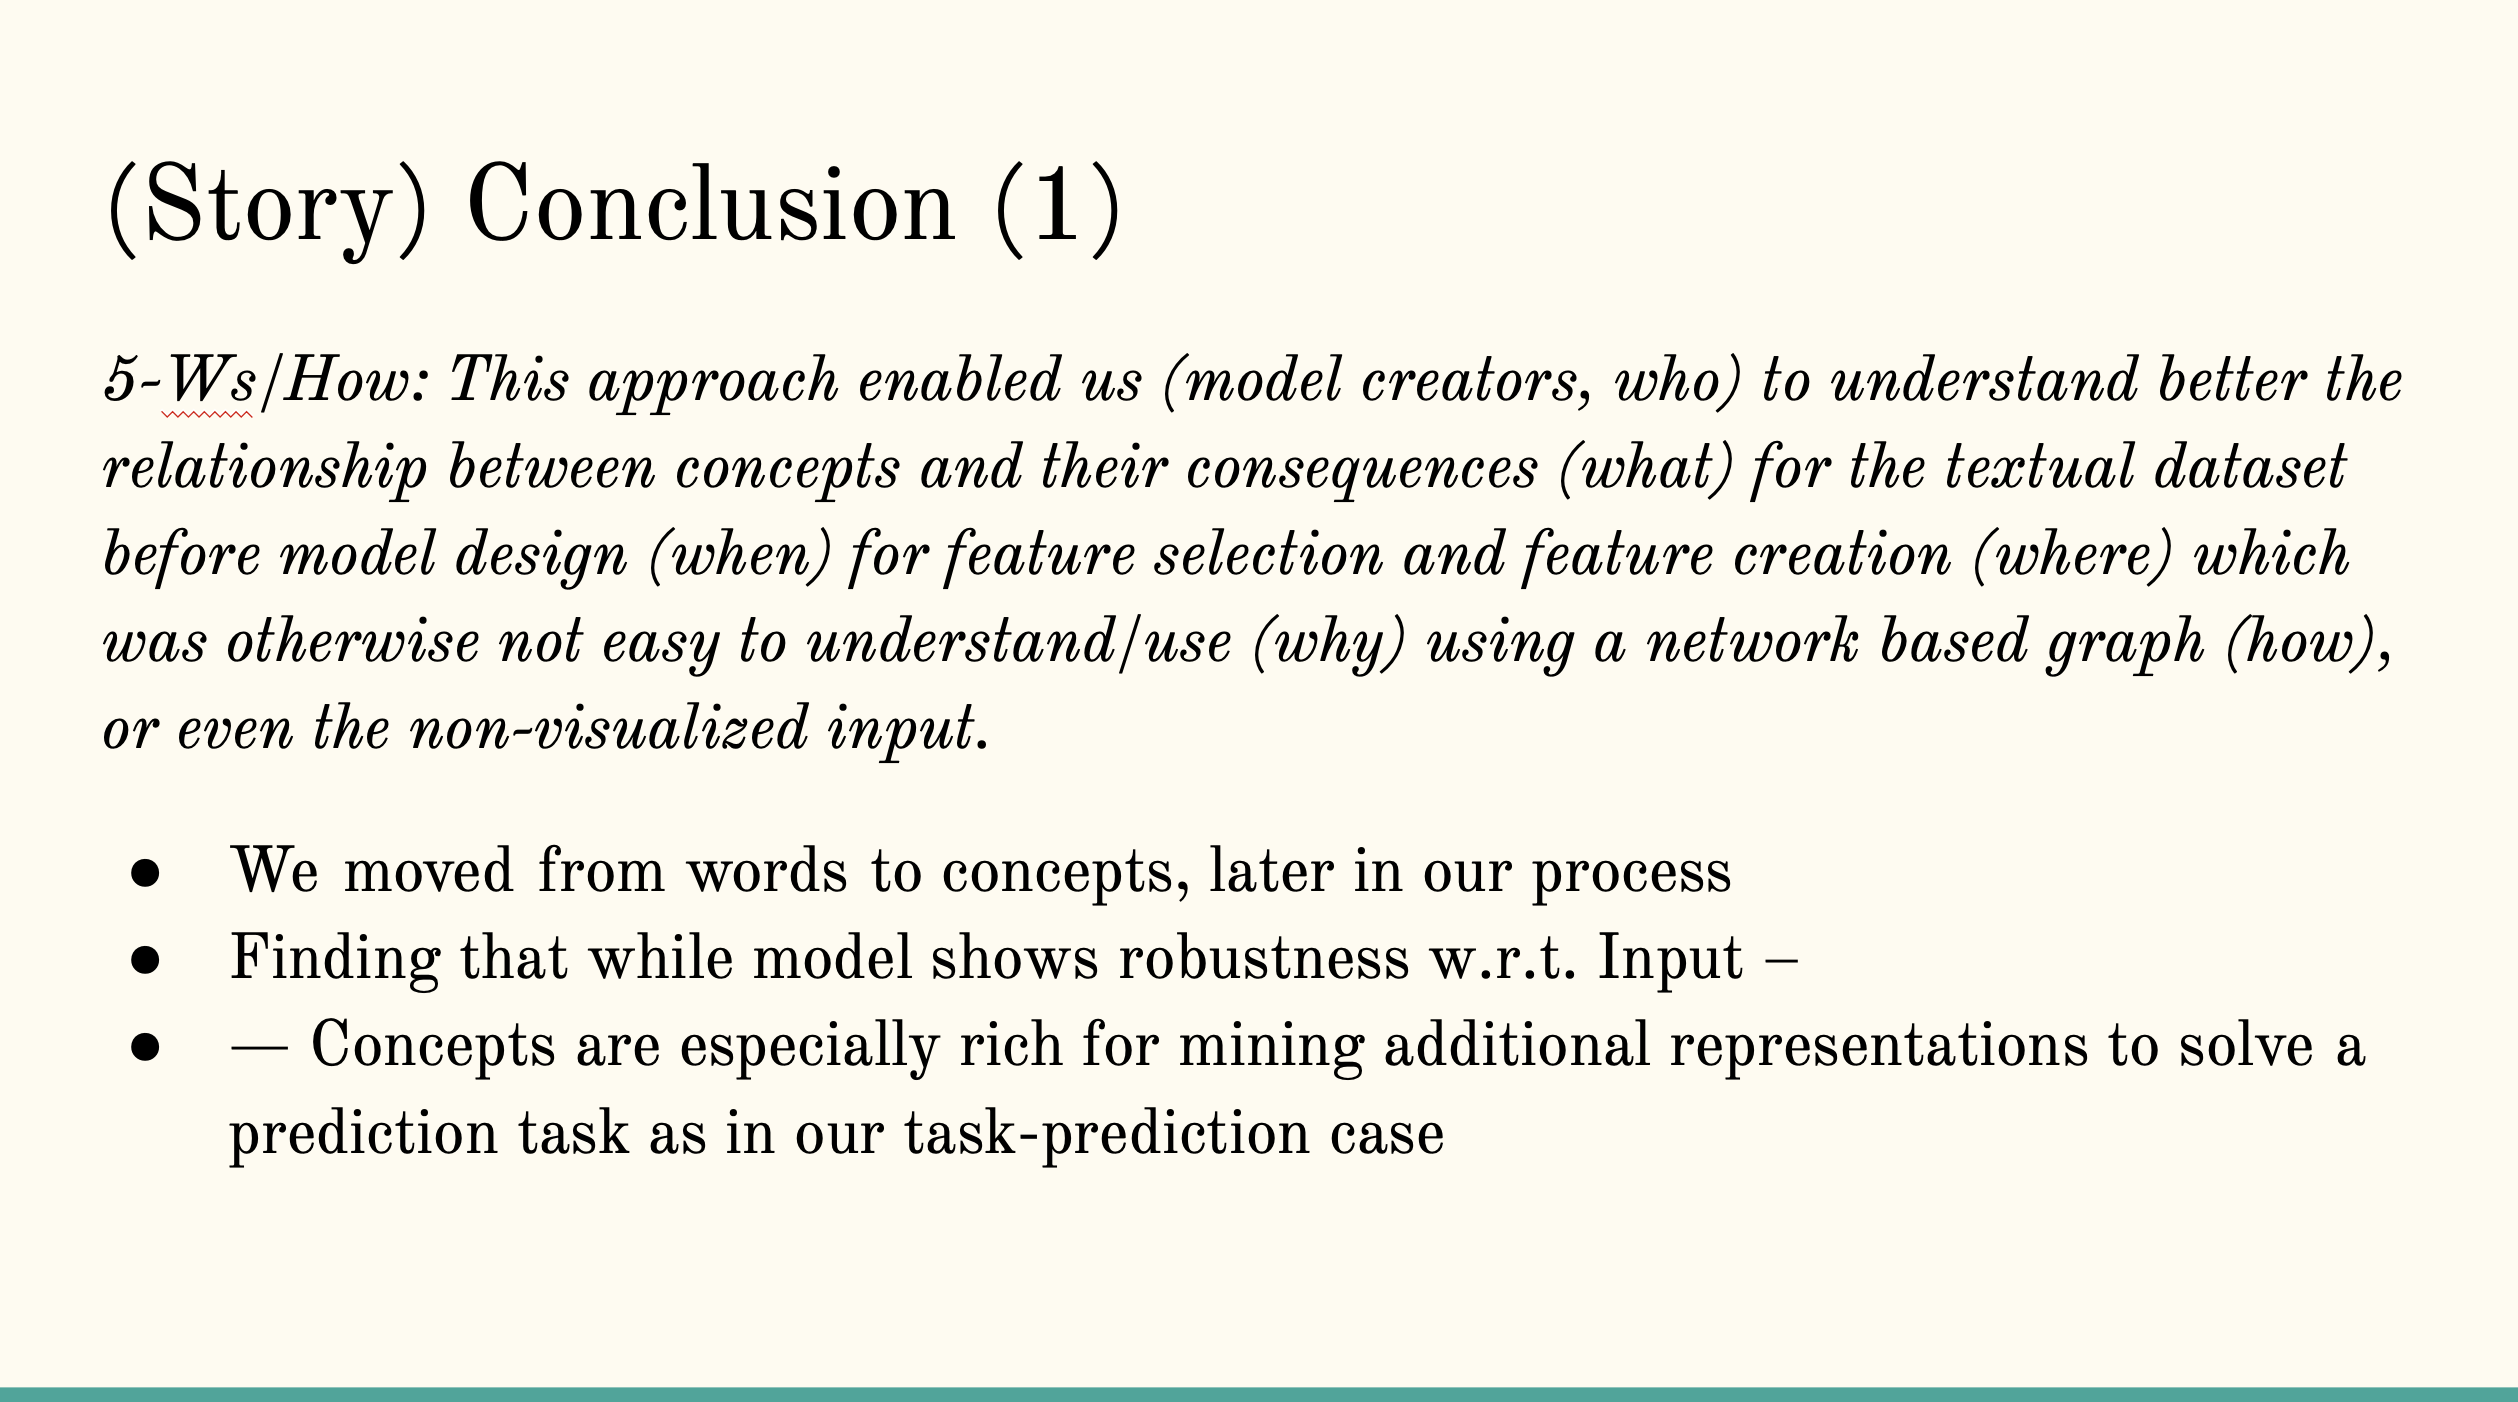 (Story) Conclusion (1)
5-Ws/How: This approach enabled us (model creators, who) to understand better the
relationship between concepts and their consequences (what) for the textual dataset
before model design (when) for feature selection and feature creation (where) which
was otherwise not easy to understand/use (why) using a network based graph (how),
or even the non-visualized input.
● We moved from words to concepts, later in our process
● Finding that while model shows robustness w.r.t. Input –
● — Concepts are especially rich for mining additional representations to solve a
prediction task as in our task-prediction case